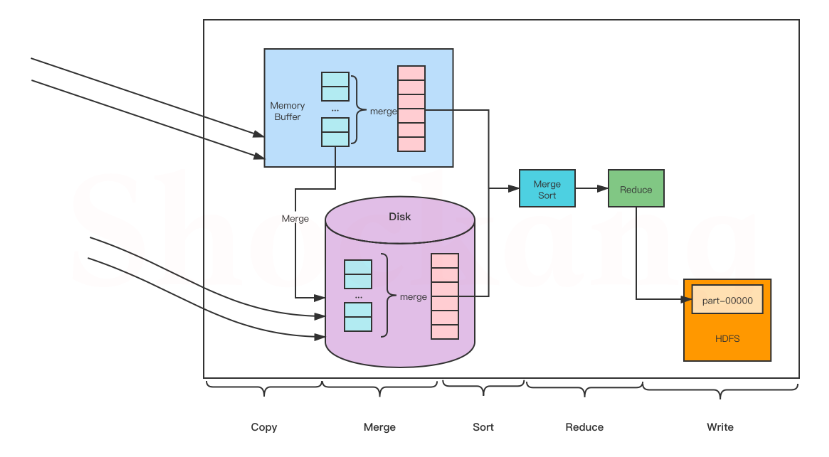 Memory
Buffer
...
merge
Merge
Disk
...
merge
Merge
Sort
Reduce
part-00000
HDFS
Copy
Merge
Sort
Reduce
Write